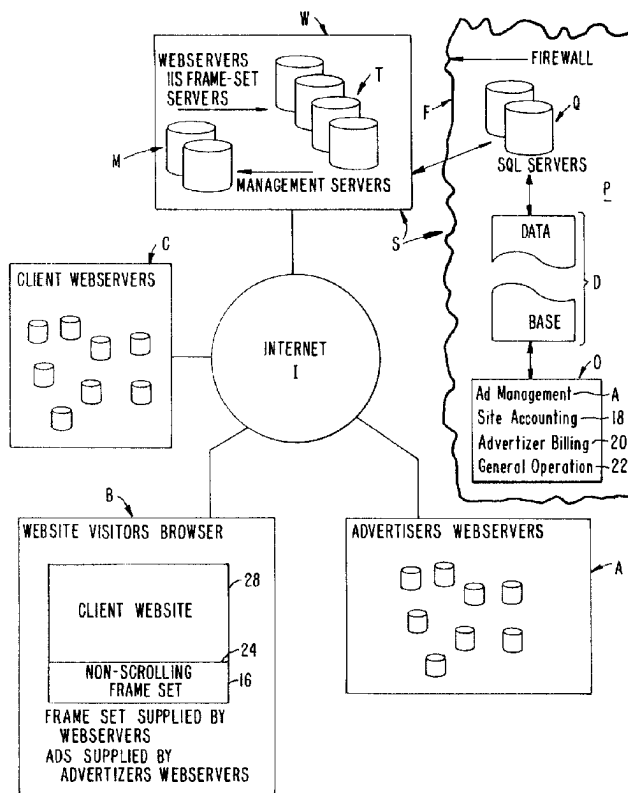 W
WEBSERVERS
IIS FRAME-SET
SERVERS
T
M
MANAGEMENT SERVERS
FIREWALL
F
Q
SQL SERVERS
P
S
DATA
D
BASE
O
Ad Management A
Site Accounting 18
Advertizer Billing 20
General Operation 22
C
CLIENT WEBSERVERS
INTERNET
I
B
WEBSITE VISITORS BROWSER
CLIENT WEBSITE
28
24
NON-SCROLLING
FRAME SET
16
FRAME SET SUPPLIED BY
WEBSERVERS
ADS SUPPLIED BY
ADVERTIZERS WEBSERVERS
ADVERTISERS WEBSERVERS
A